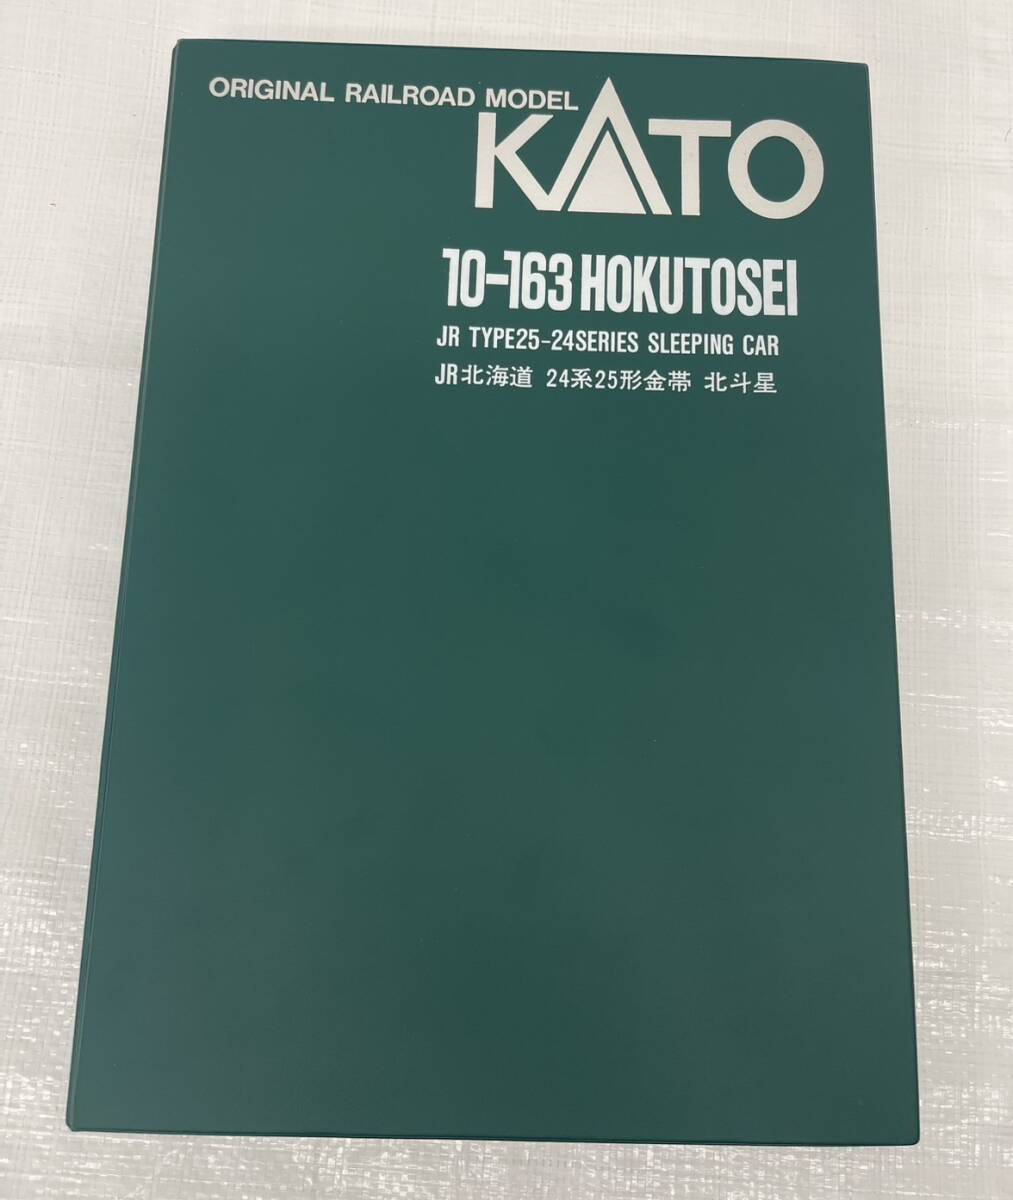 ORIGINAL RAILROAD MODEL
KATO
10-163 HOKUTOSEI
JR TYPE25-24SERIES SLEEPING CAR
JR北海道 24系25形金帯 北斗星